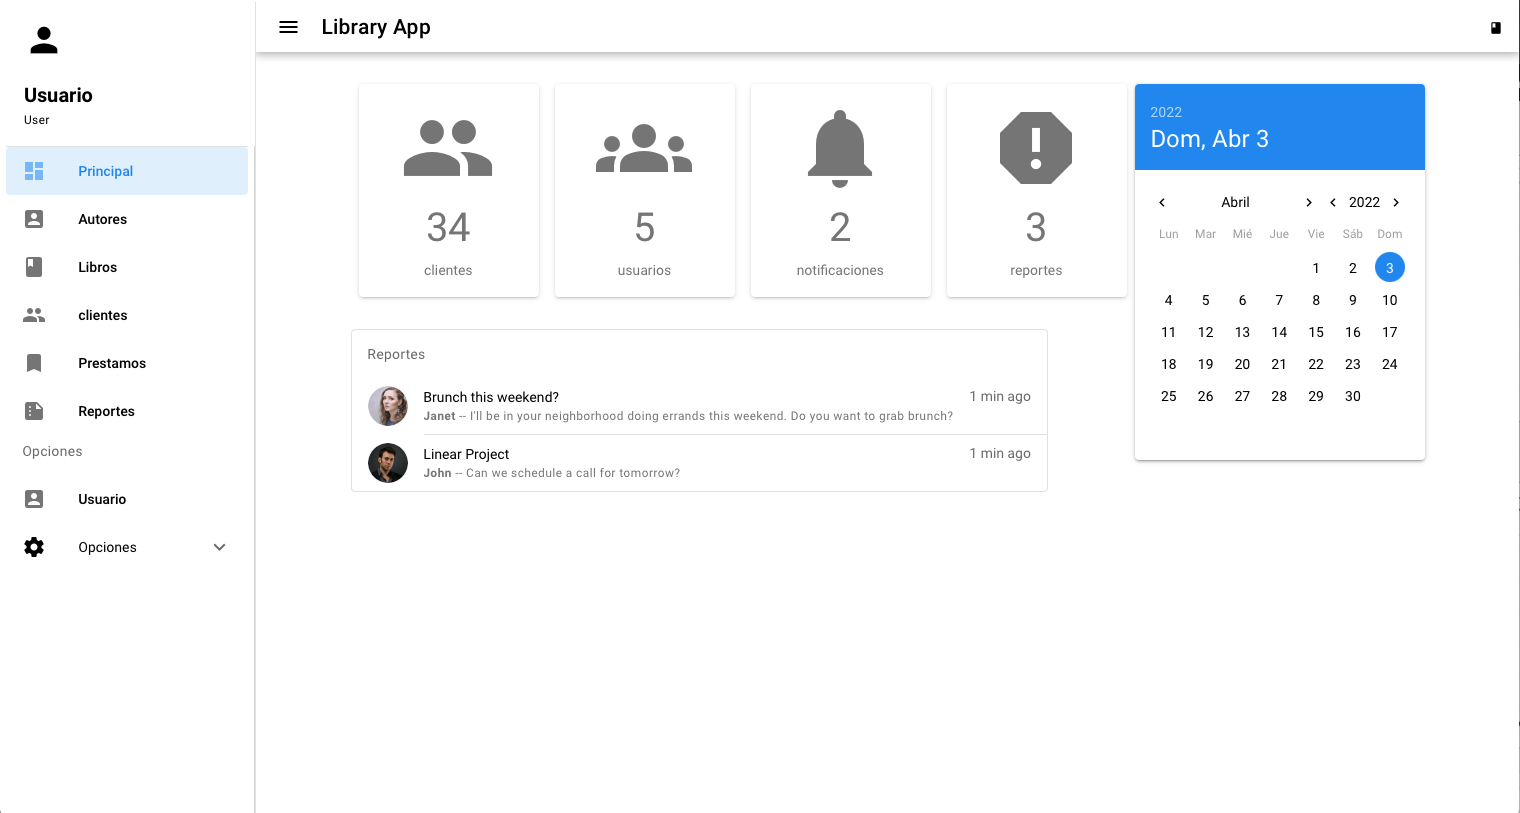 Library App
Usuario
User
Principal
Autores
Libros
clientes
Prestamos
Reportes
Opciones
Usuario
Opciones
34
clientes
5
usuarios
2
notificaciones
3
reportes
Reportes
Brunch this weekend?
1 min ago
Janet -- I'll be in your neighborhood doing errands this weekend. Do you want to grab brunch?
Linear Project
1 min ago
John -- Can we schedule a call for tomorrow?
2022
Dom, Abr 3
Abril 2022
Lun Mar Mié Jue Vie Sáb Dom
1 2 3
4 5 6 7 8 9 10
11 12 13 14 15 16 17
18 19 20 21 22 23 24
25 26 27 28 29 30